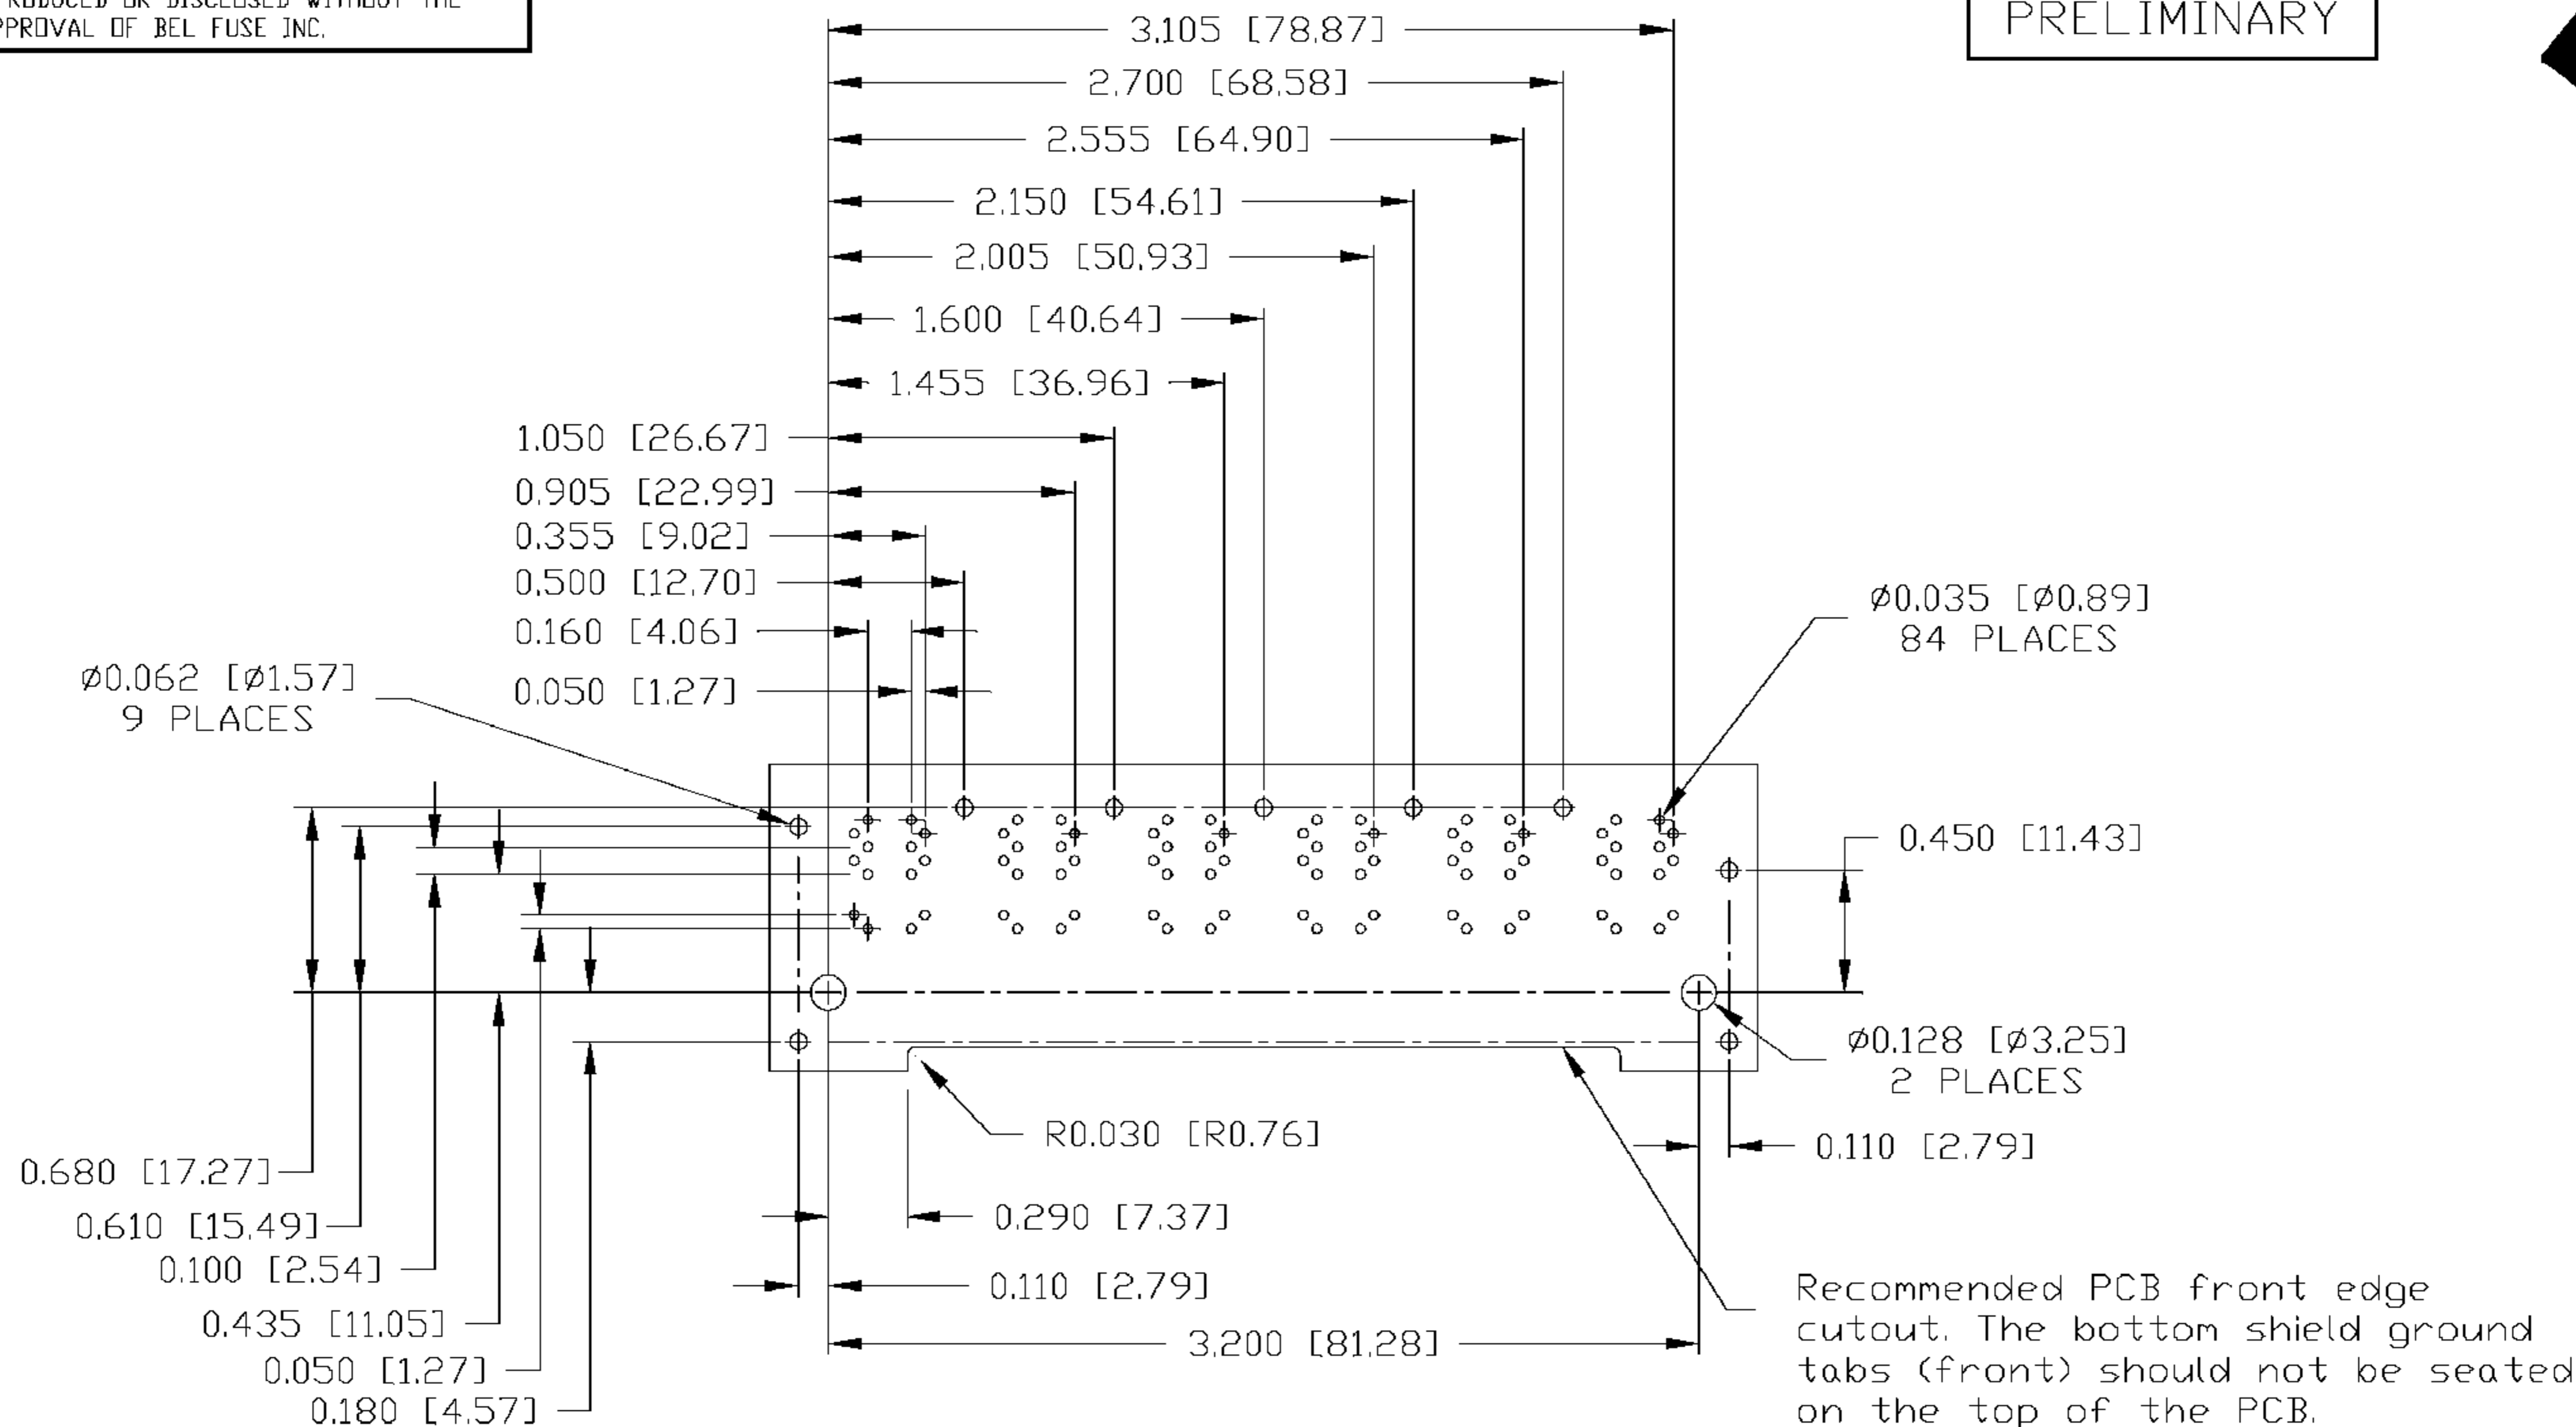 APPROVAL OF BEL FUSE INC.
PRELIMINARY
3.105 [78.87]
2.700 [68.58]
2.555 [64.90]
2.150 [54.61]
2.005 [50.93]
1.600 [40.64]
1.455 [36.96]
1.050 [26.67]
0.905 [22.99]
0.355 [9.02]
0.500 [12.70]
0.160 [4.06]
0.050 [1.27]
Ø0.062 [Ø1.57]
9 PLACES
Ø0.035 [Ø0.89]
84 PLACES
0.450 [11.43]
Ø0.128 [Ø3.25]
2 PLACES
R0.030 [R0.76]
0.110 [2.79]
0.680 [17.27]
0.290 [7.37]
0.610 [15.49]
0.100 [2.54]
0.110 [2.79]
0.435 [11.05]
3.200 [81.28]
0.050 [1.27]
0.180 [4.57]
Recommended PCB front edge
cutout. The bottom shield ground
tabs (front) should not be seated
on the top of the PCB.